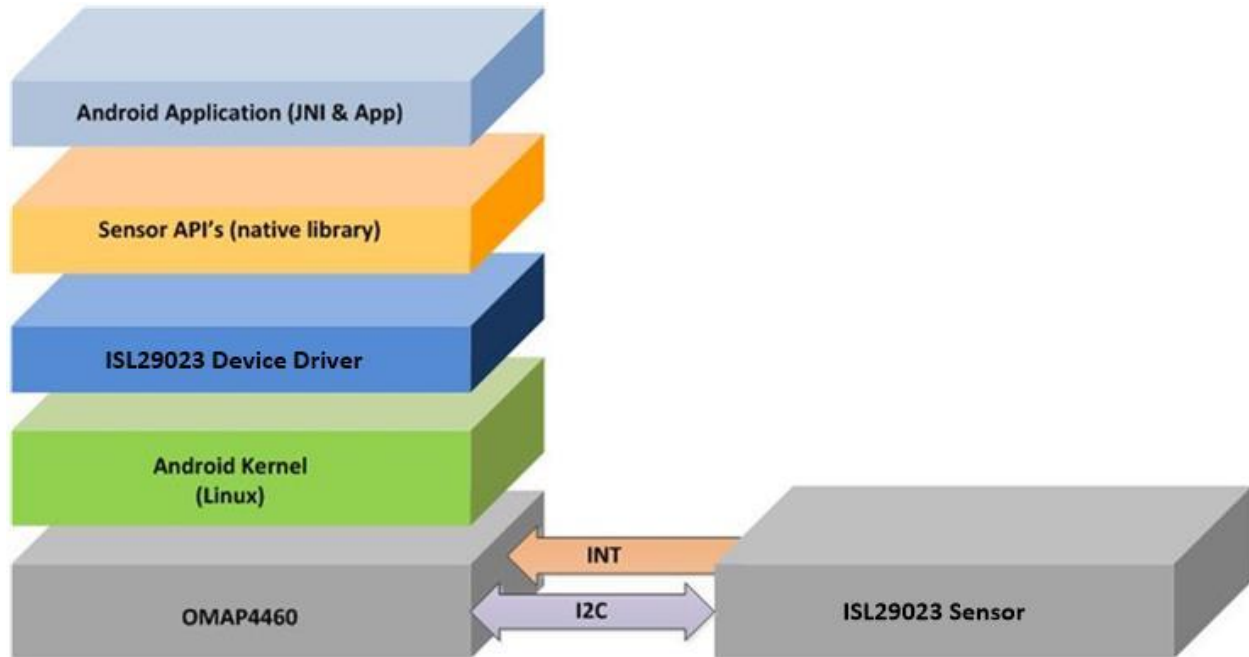 Android Application (JNI & App)
Sensor API's (native library)
ISL29023 Device Driver
Android Kernel
(Linux)
INT
OMAP4460
I2C
ISL29023 Sensor